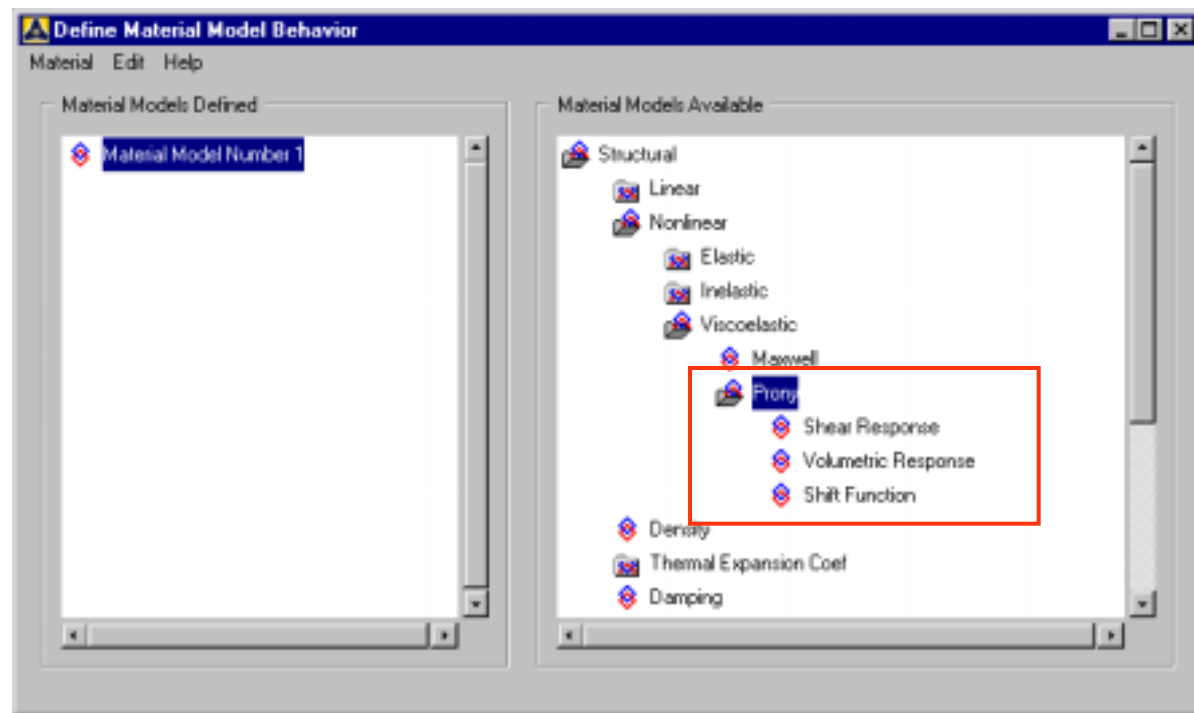 Define Material Model Behavior
Material Edit Help
Material Models Defined
Material Model Number 1
Material Models Available
Structural
Linear
Nonlinear
Elastic
Inelastic
Viscoelastic
Maxwell
Prony
Shear Response
Volumetric Response
Shift Function
Density
Thermal Expansion Coef
Damping